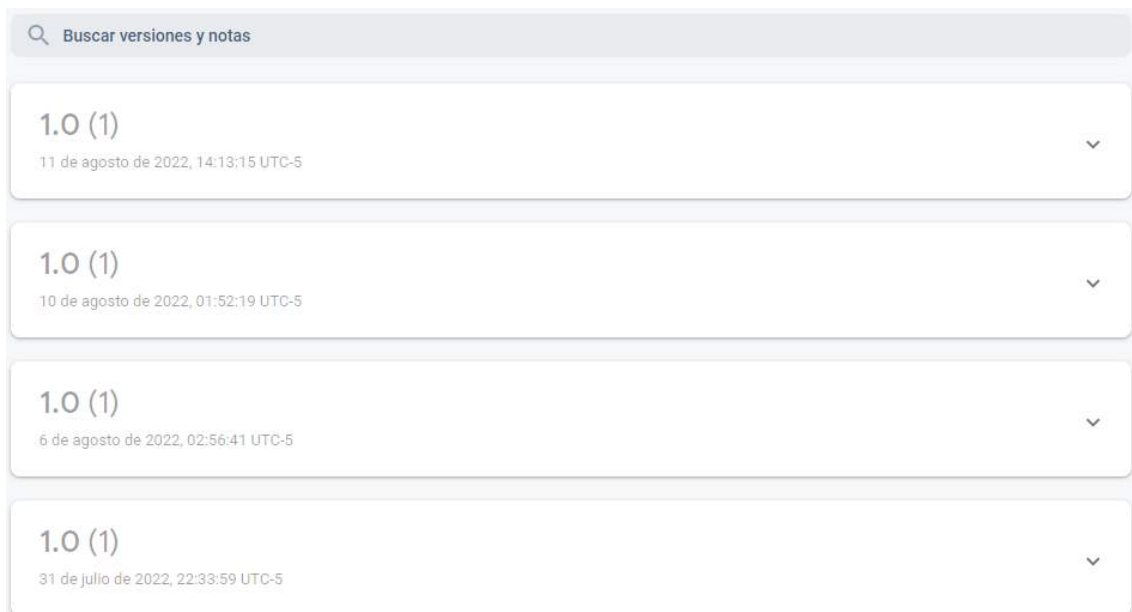 Buscar versiones y notas
1.0 (1)
11 de agosto de 2022, 14:13:15 UTC-5
1.0 (1)
10 de agosto de 2022, 01:52:19 UTC-5
1.0 (1)
6 de agosto de 2022, 02:56:41 UTC-5
1.0 (1)
31 de julio de 2022, 22:33:59 UTC-5